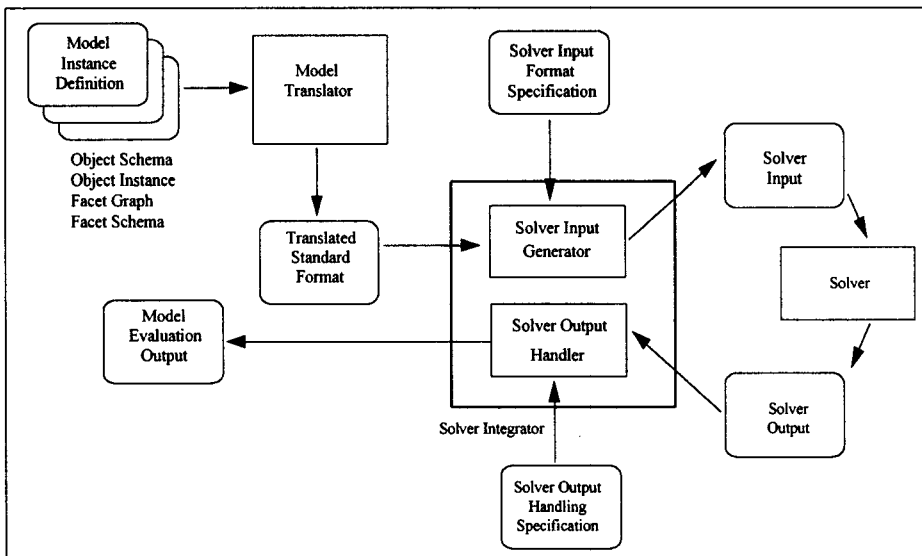 Model
Instance
Definition
Object Schema
Object Instance
Facet Graph
Facet Schema
Model
Translator
Solver Input
Format
Specification
Solver
Input
Translated
Standard
Format
Solver Input
Generator
Solver
Model
Evaluation
Output
Solver Output
Handler
Solver Integrator
Solver
Output
Solver Output
Handling
Specification